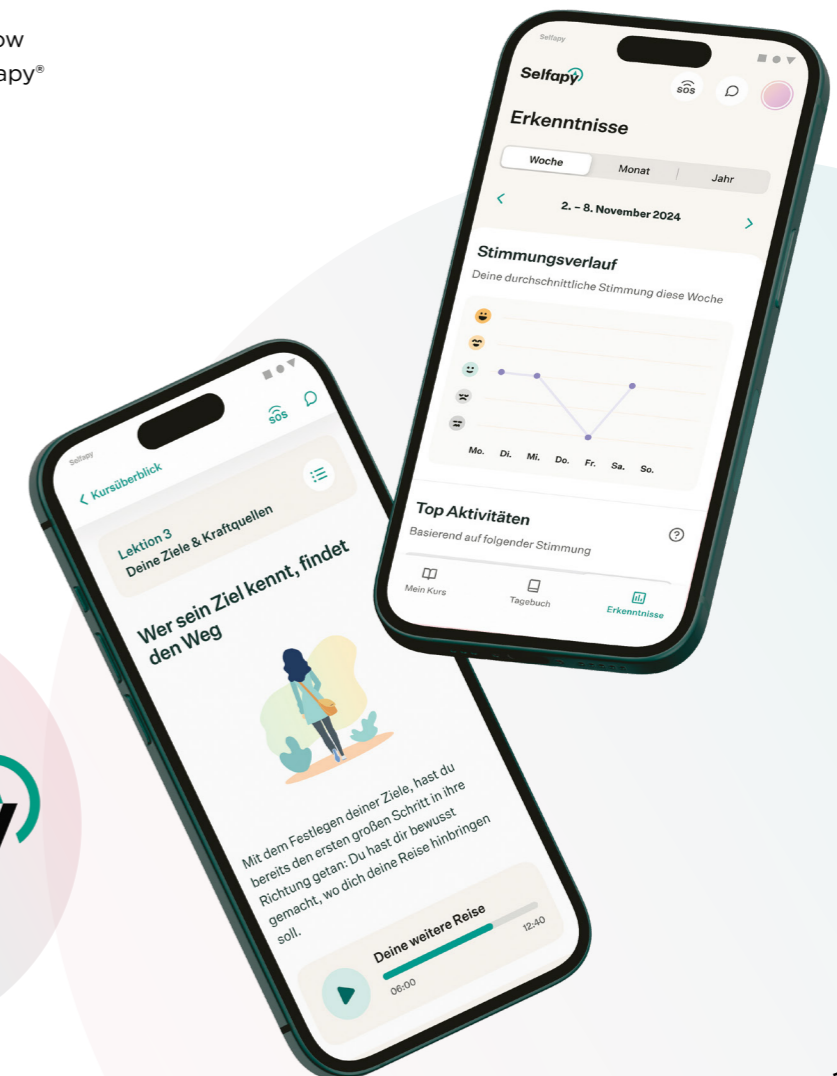 Selfapy
Selfapy
SOS
Erkenntnisse
Woche Monat Jahr
2. – 8. November 2024
Stimmungsverlauf
Deine durchschnittliche Stimmung diese Woche
Mo. Di. Mi. Do. Fr. Sa. So.
Top Aktivitäten
Basierend auf folgender Stimmung
Mein Kurs Tagebuch Erkenntnisse
Selfapy
SOS
Kursüberblick
Lektion 3
Deine Ziele & Kraftquellen
Wer sein Ziel kennt, findet
den Weg
Mit dem Festlegen deiner Ziele, hast du
bereits den ersten großen Schritt in ihre
Richtung getan: Du hast dir bewusst
gemacht, wo dich deine Reise hinbringen
soll.
Deine weitere Reise
06:00 12:40